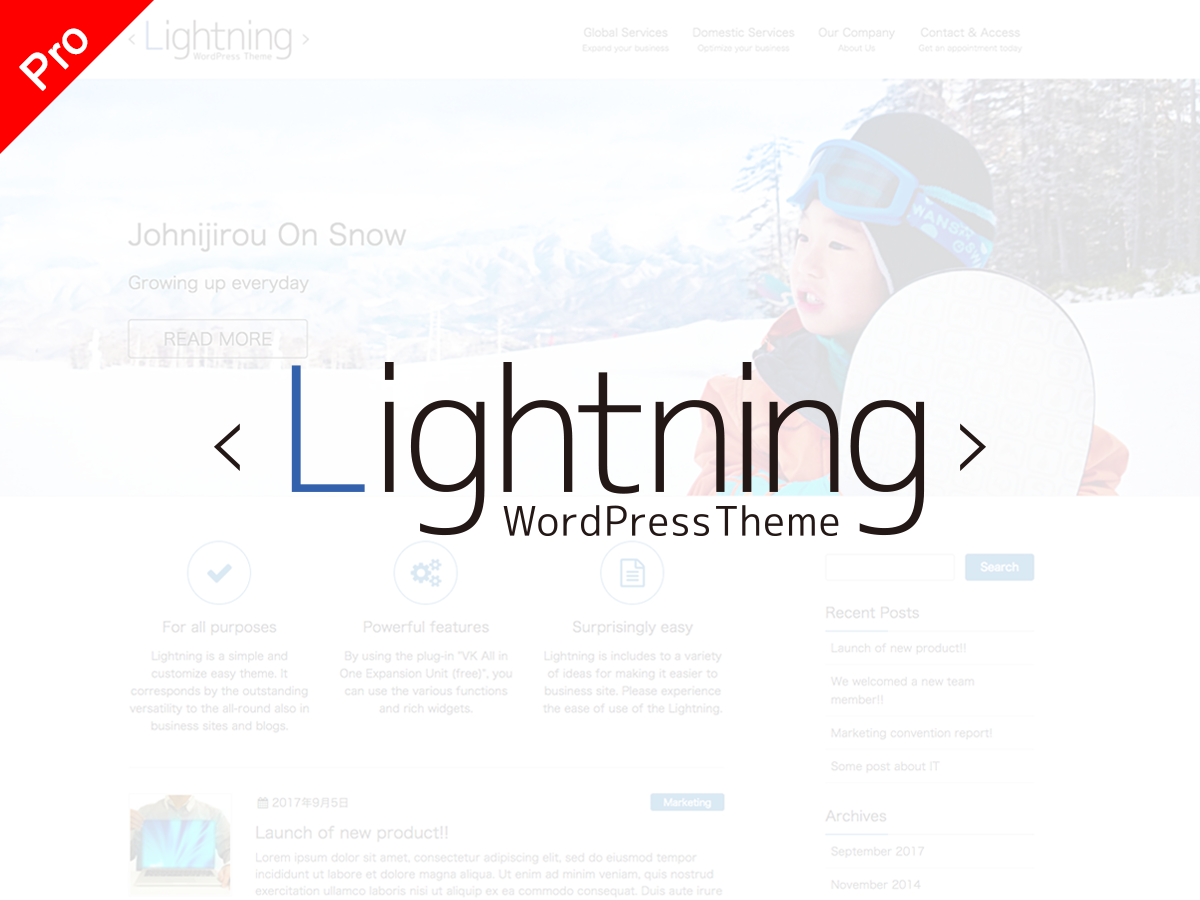 Pro
Lightning
WordPress Theme
Global Services
Expand your business
Domestic Services
Optimize your business
Our Company
About Us
Contact & Access
Get an appointment today
Johnijirou On Snow
Growing up everyday
READ MORE
< Lightning >
WordPress Theme
For all purposes
Lightning is a simple and
customize easy theme. It
corresponds by the outstanding
versatility to the all-round also in
business sites and blogs.
Powerful features
By using the plug-in "VK All in
One Expansion Unit (free)", you
can use the various functions
and rich widgets.
Surprisingly easy
Lightning is includes to a variety
of ideas for making it easier to
business site. Please experience
the ease of use of the Lightning.
2017年9月5日
Marketing
Launch of new product!!
Lorem ipsum dolor sit amet, consectetur adipiscing elit, sed do eiusmod tempor
incididunt ut labore et dolore magna aliqua. Ut enim ad minim veniam, quis nostrud
exercitation ullamco laboris nisi ut aliquip ex ea commodo consequat. Duis aute irure
Search
Recent Posts
Launch of new product!!
We welcomed a new team
member!!
Marketing convention report!
Some post about IT
Archives
September 2017
November 2014